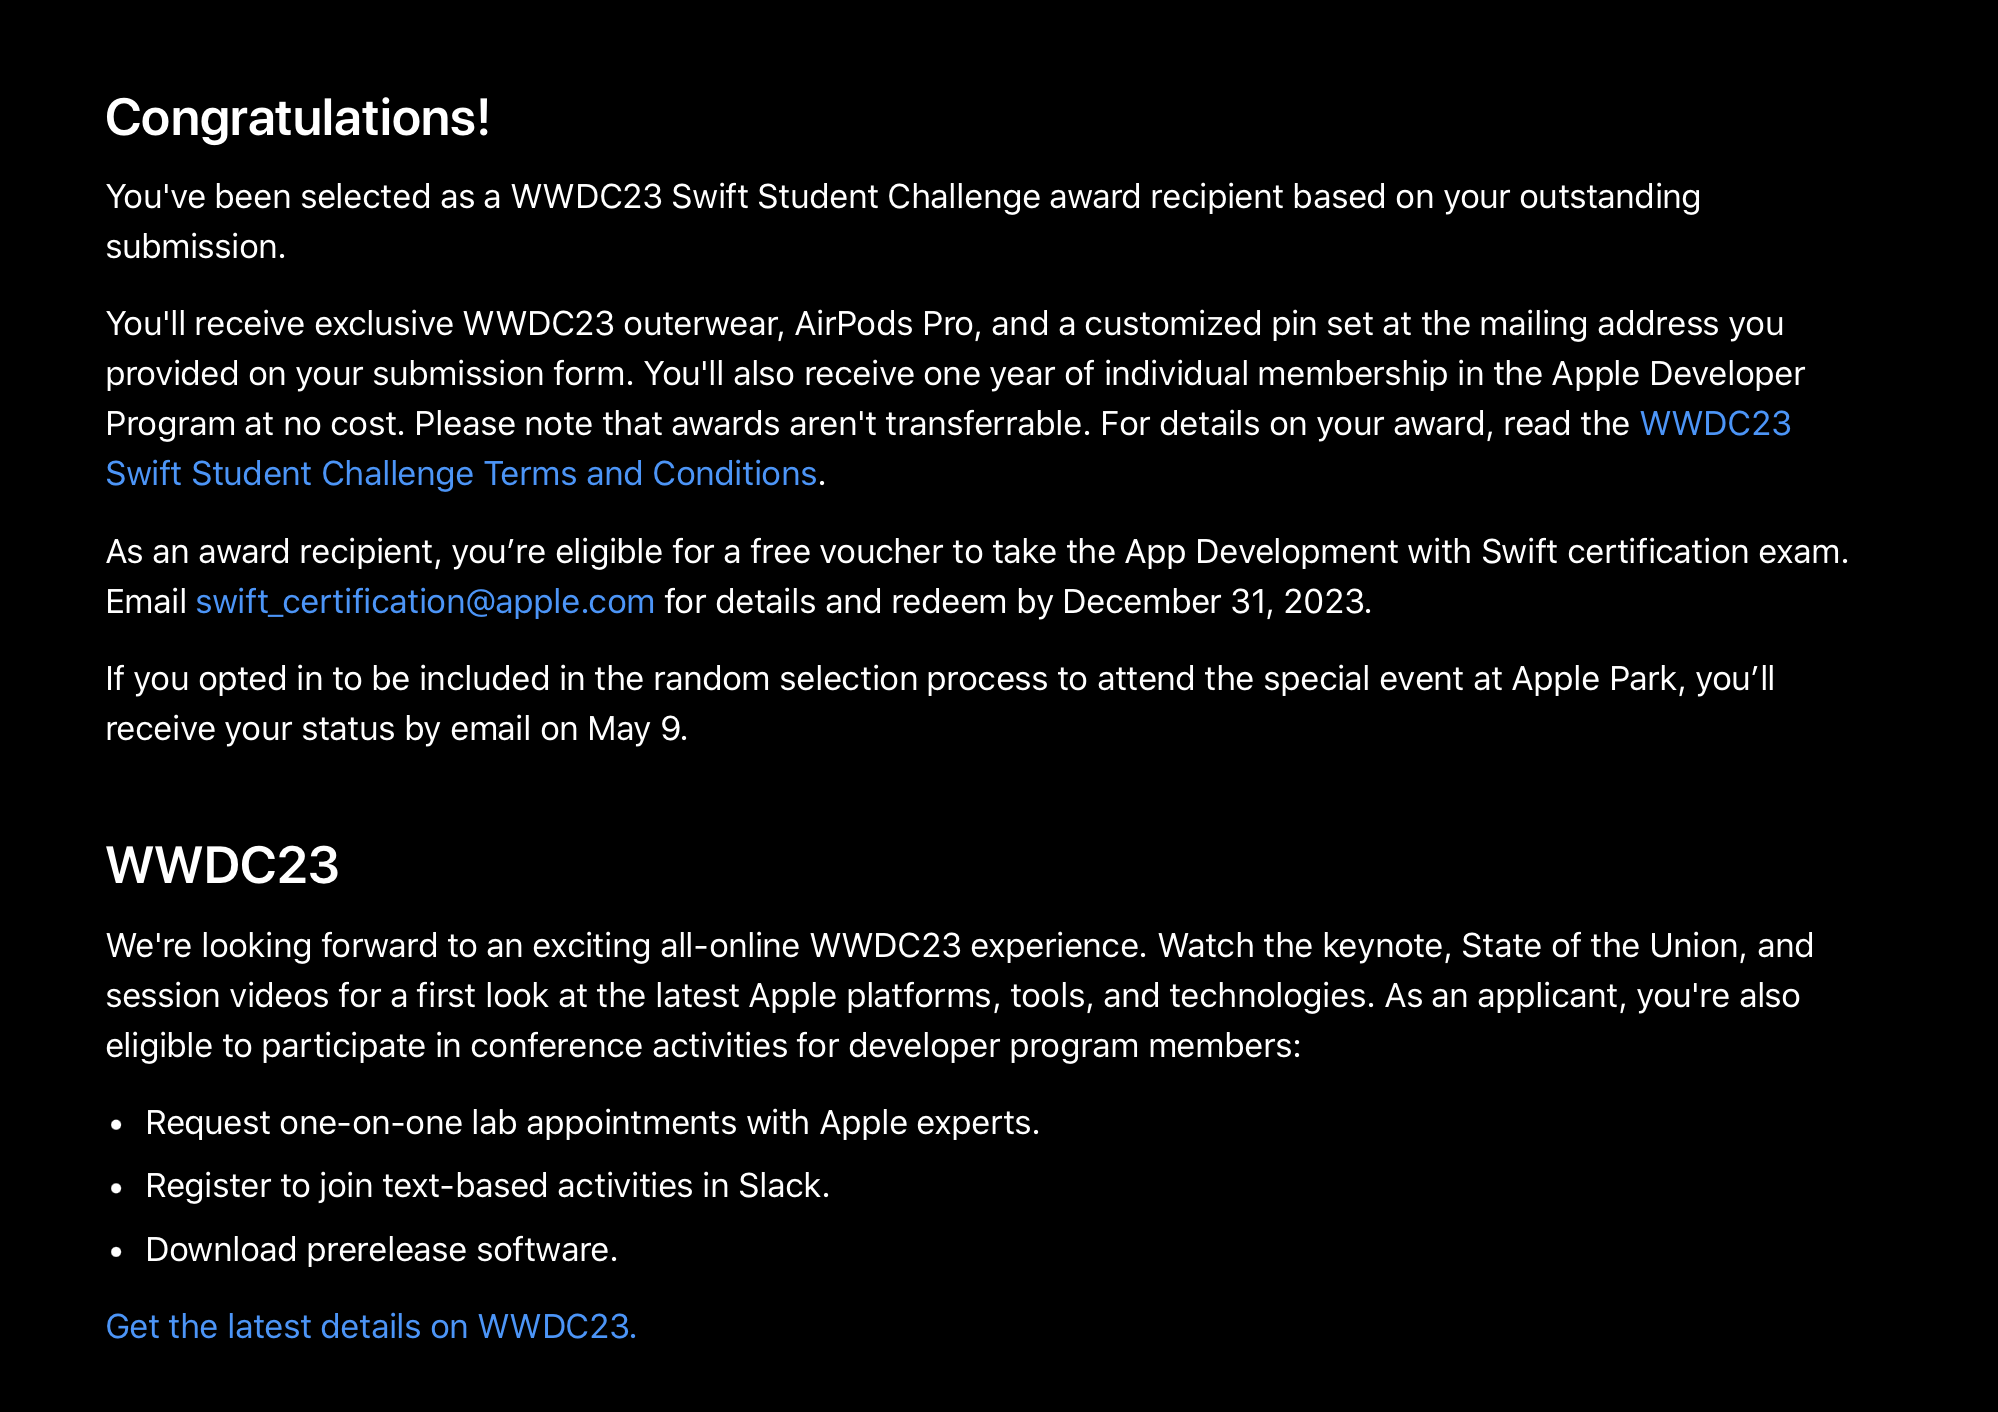 Congratulations!
You've been selected as a WWDC23 Swift Student Challenge award recipient based on your outstanding
submission.
You'll receive exclusive WWDC23 outerwear, AirPods Pro, and a customized pin set at the mailing address you
provided on your submission form. You'll also receive one year of individual membership in the Apple Developer
Program at no cost. Please note that awards aren't transferrable. For details on your award, read the WWDC23
Swift Student Challenge Terms and Conditions.
As an award recipient, you’re eligible for a free voucher to take the App Development with Swift certification exam.
Email swift_certification@apple.com for details and redeem by December 31, 2023.
If you opted in to be included in the random selection process to attend the special event at Apple Park, you’ll
receive your status by email on May 9.
WWDC23
We're looking forward to an exciting all-online WWDC23 experience. Watch the keynote, State of the Union, and
session videos for a first look at the latest Apple platforms, tools, and technologies. As an applicant, you're also
eligible to participate in conference activities for developer program members:
• Request one-on-one lab appointments with Apple experts.
• Register to join text-based activities in Slack.
• Download prerelease software.
Get the latest details on WWDC23.